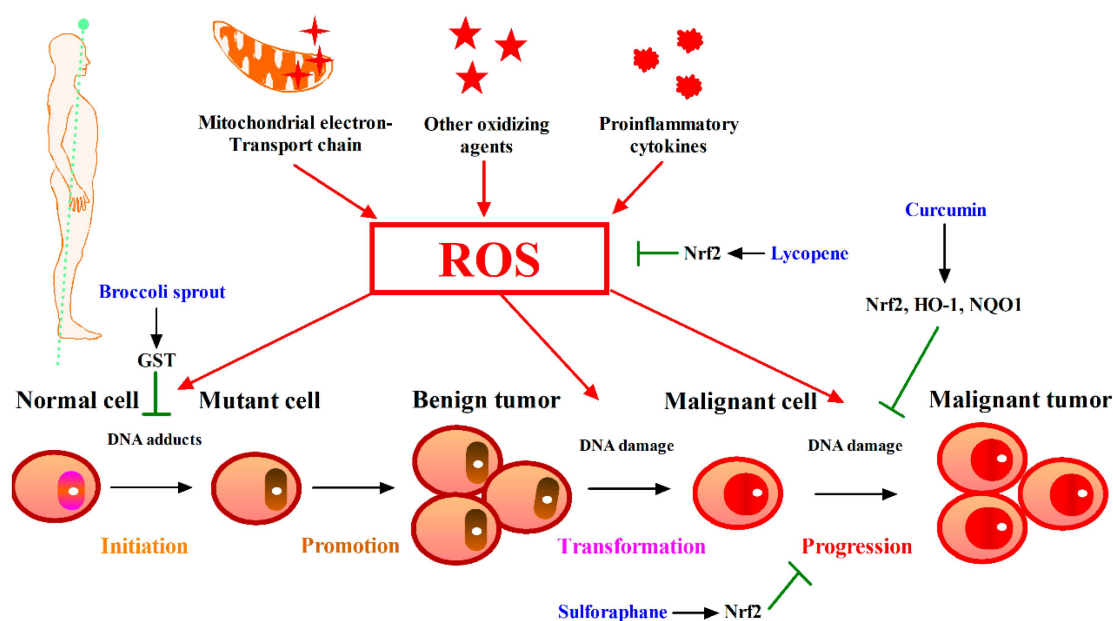 Mitochondrial electron-
Transport chain
Other oxidizing
agents
Proinflammatory
cytokines
ROS
Nrf2
Lycopene
Curcumin
Nrf2, HO-1, NQO1
Broccoli sprout
GST
Normal cell
Mutant cell
Benign tumor
Malignant cell
Malignant tumor
DNA adducts
DNA damage
DNA damage
Initiation
Promotion
Transformation
Progression
Sulforaphane
Nrf2